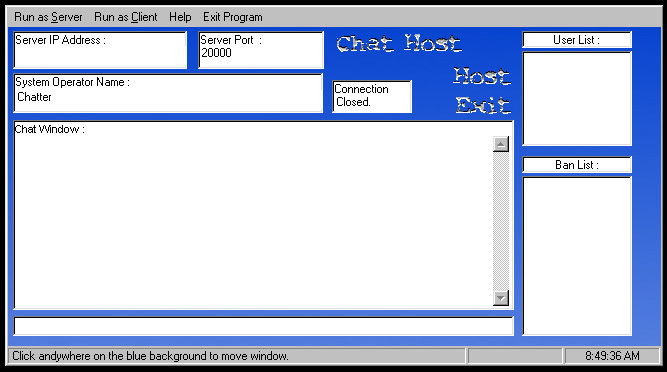 Run as Server Run as Client Help Exit Program
Server IP Address :
Server Port :
20000
Chat Host
User List :
System Operator Name :
Chatter
Connection
Closed.
Host
Exit
Chat Window :
Ban List :
Click andywhere on the blue background to move window.
8:49:36 AM